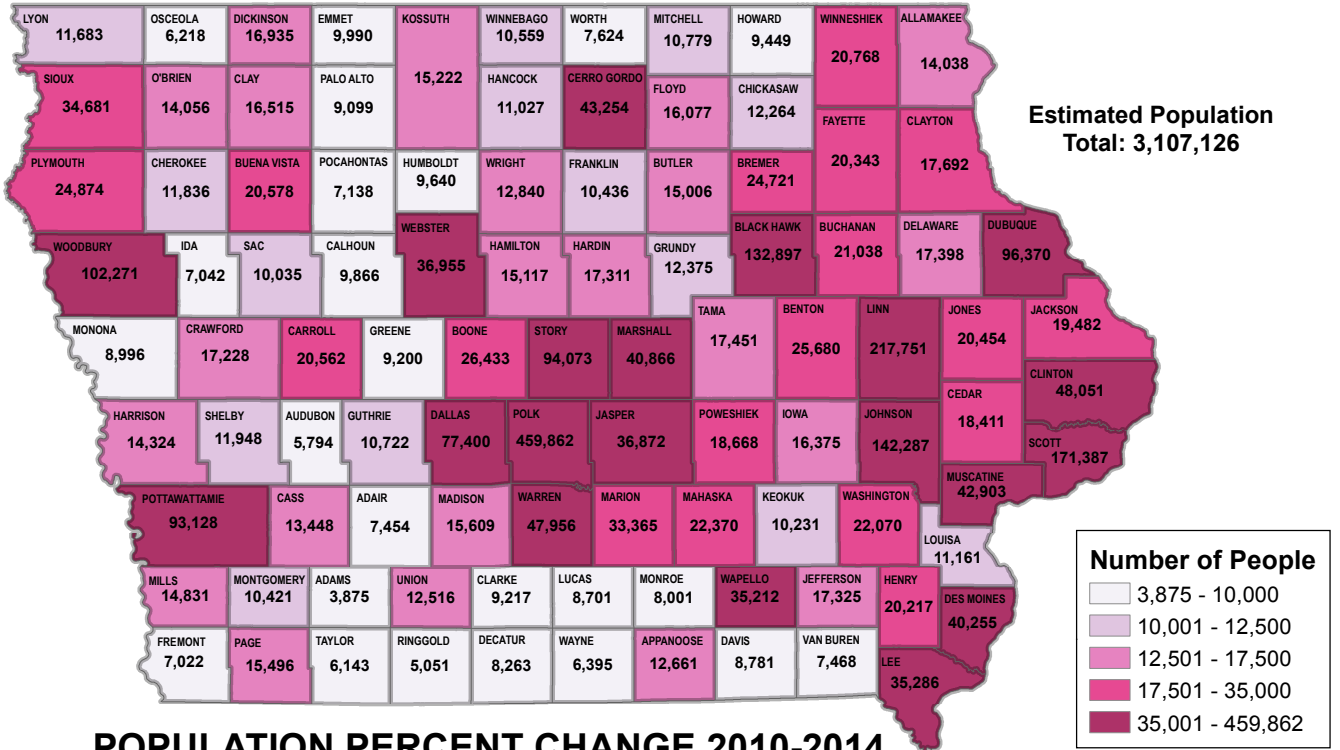 LYON
11,683
OSCEOLA
6,218
DICKINSON
16,935
EMMET
9,990
KOSSUTH
15,222
WINNEBAGO
10,559
WORTH
7,624
MITCHELL
10,779
HOWARD
9,449
WINNESHIEK
20,768
ALLAMAKEE
14,038
SIOUX
34,681
O'BRIEN
14,056
CLAY
16,515
PALO ALTO
9,099
HANCOCK
11,027
CERRO GORDO
43,254
FLOYD
16,077
CHICKASAW
12,264
Estimated Population
Total: 3,107,126
FAYETTE
20,343
CLAYTON
17,692
PLYMOUTH
24,874
CHEROKEE
11,836
BUENA VISTA
20,578
POCAHONTAS
7,138
HUMBOLDT
9,640
WRIGHT
12,840
FRANKLIN
10,436
BUTLER
15,006
BREMER
24,721
WOODBURY
102,271
IDA
7,042
SAC
10,035
CALHOUN
9,866
WEBSTER
36,955
HAMILTON
15,117
HARDIN
17,311
GRUNDY
12,375
BLACK HAWK
132,897
BUCHANAN
21,038
DELAWARE
17,398
DUBUQUE
96,370
MONONA
8,996
CRAWFORD
17,228
CARROLL
20,562
GREENE
9,200
BOONE
26,433
STORY
94,073
MARSHALL
40,866
TAMA
17,451
BENTON
25,680
LINN
217,751
JONES
20,454
JACKSON
19,482
CLINTON
48,051
CEDAR
18,411
HARRISON
14,324
SHELBY
11,948
AUDUBON
5,794
GUTHRIE
10,722
DALLAS
77,400
POLK
459,862
JASPER
36,872
POWESHIEK
18,668
IOWA
16,375
JOHNSON
142,287
SCOTT
171,387
MUSCATINE
42,903
POTTAWATTAMIE
93,128
CASS
13,448
ADAIR
7,454
MADISON
15,609
WARREN
47,956
MARION
33,365
MAHASKA
22,370
KEOKUK
10,231
WASHINGTON
22,070
LOUISA
11,161
MILLS
14,831
MONTGOMERY
10,421
ADAMS
3,875
UNION
12,516
CLARKE
9,217
LUCAS
8,701
MONROE
8,001
WAPELLO
35,212
JEFFERSON
17,325
HENRY
20,217
DES MOINES
40,255
FREMONT
7,022
PAGE
15,496
TAYLOR
6,143
RINGGOLD
5,051
DECATUR
8,263
WAYNE
6,395
APPANOOSE
12,661
DAVIS
8,781
VAN BUREN
7,468
LEE
35,286
Number of People
3,875 - 10,000
10,001 - 12,500
12,501 - 17,500
17,501 - 35,000
35,001 - 459,862
POPULATION PERCENT CHANGE 2010-2014